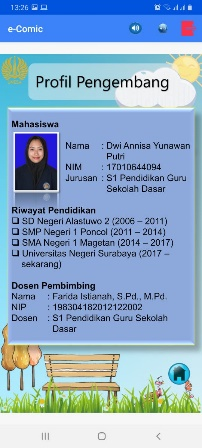 13:26
e-Comic
Profil Pengembang
Mahasiswa
Nama : Dwi Annisa Yunawan
Putri
NIM : 17010644094
Jurusan : S1 Pendidikan Guru
Sekolah Dasar
Riwayat Pendidikan
❑ SD Negeri Alastuwo 2 (2006 – 2011)
❑ SMP Negeri 1 Poncol (2011 – 2014)
❑ SMA Negeri 1 Magetan (2014 – 2017)
❑ Universitas Negeri Surabaya (2017 –
sekarang)
Dosen Pembimbing
Nama : Farida Istianah, S.Pd., M.Pd.
NIP : 198304182012122002
Dosen : S1 Pendidikan Guru Sekolah
Dasar